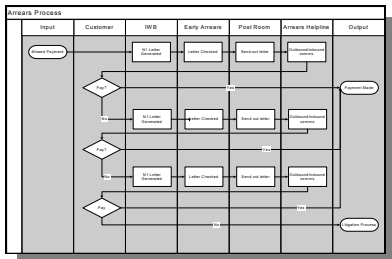 Arrears Process
Input
Customer
IWB
Early Arrears
Post Room
Arrears Helpline
Output
Missed Payment
N1 Letter
Generated
Letter Checked
Send out letter
Outbound/Inbound
comms
Pay?
Yes
Payment Made
No
N1 Letter
Generated
Letter Checked
Send out letter
Outbound/Inbound
comms
Pay?
Yes
No
N1 Letter
Generated
Letter Checked
Send out letter
Outbound/Inbound
comms
Pay
Yes
No
Litigation Process